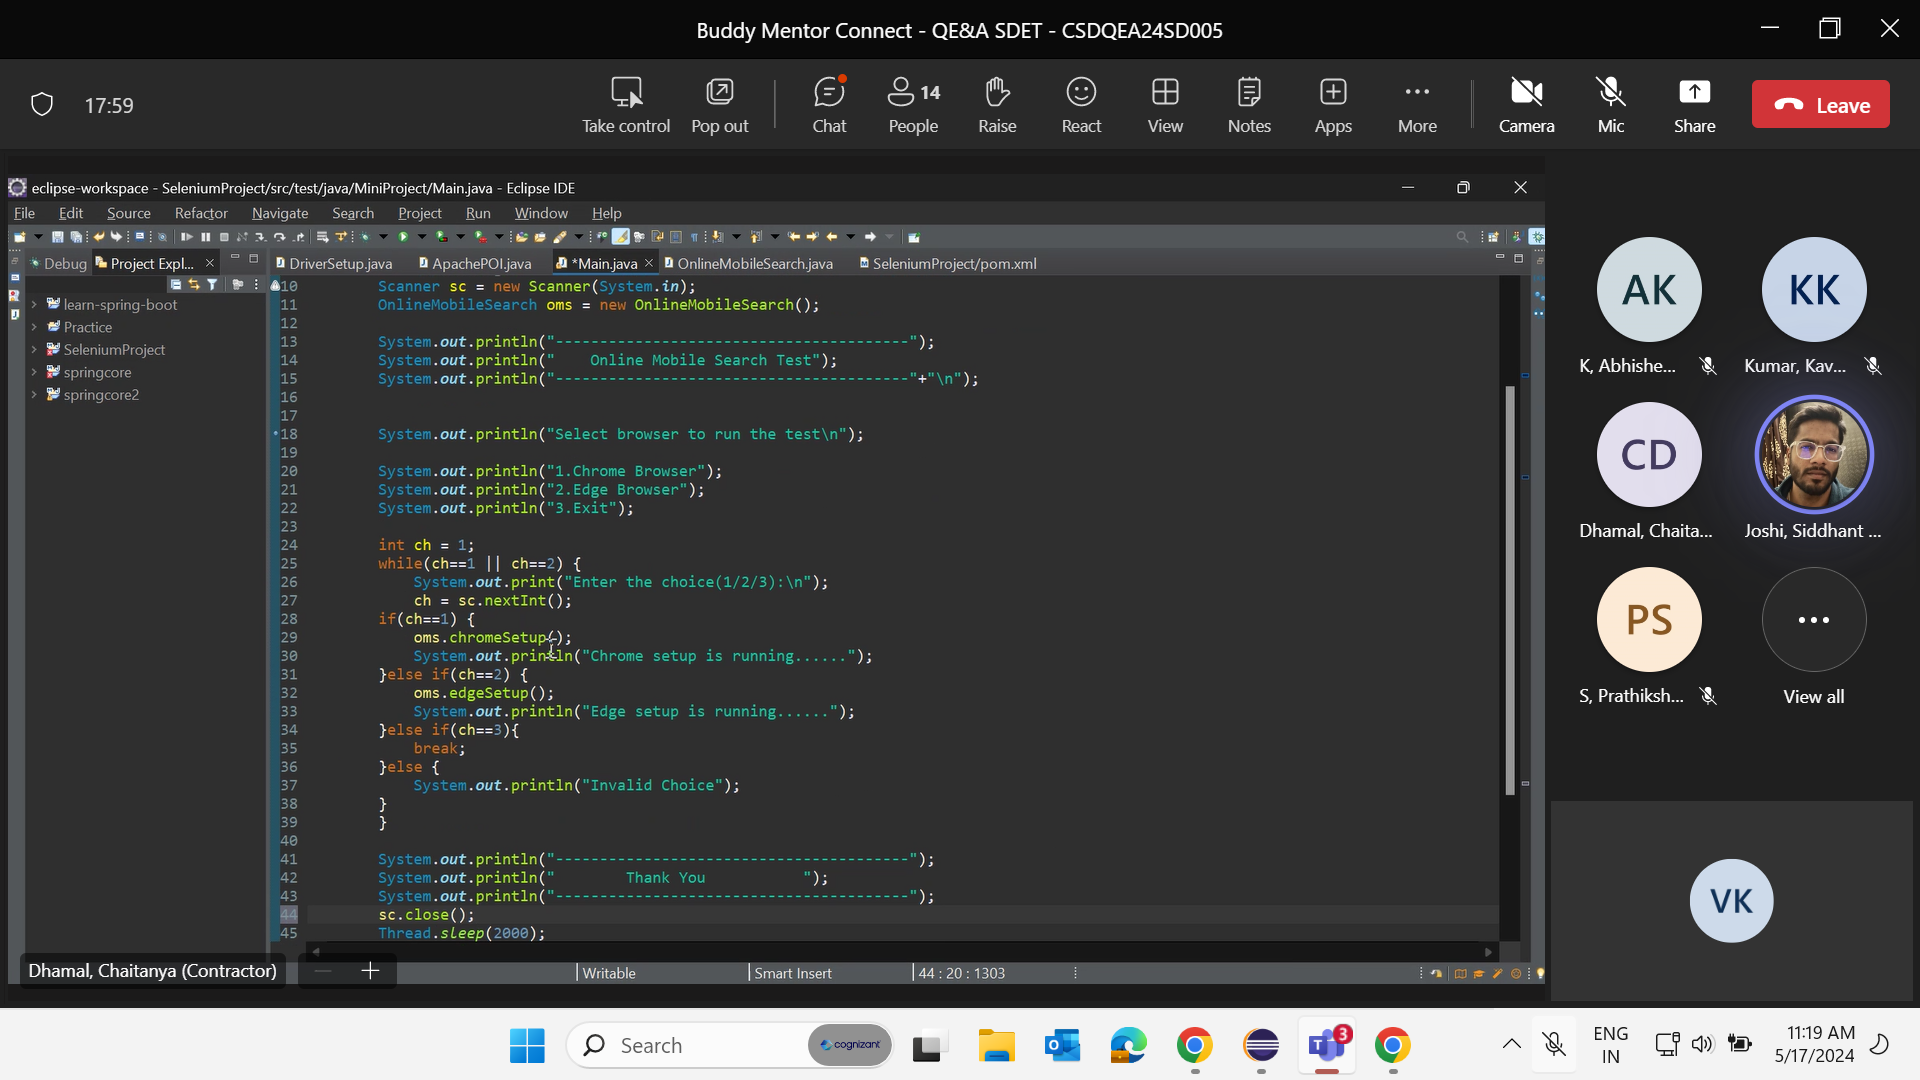 Buddy Mentor Connect - QE&A SDET - CSDQEA24SD005
17:59
Take control
Pop out
Chat
14
People
Raise
React
View
Notes
Apps
More
Camera
Mic
Share
Leave
eclipse-workspace - SeleniumProject/src/test/java/MiniProject/Main.java - Eclipse IDE
File Edit Source Refactor Navigate Search Project Run Window Help
Debug
Project Expl...
DriverSetup.java
ApachePOI.java
*Main.java
OnlineMobileSearch.java
SeleniumProject/pom.xml
learn-spring-boot
Practice
SeleniumProject
springcore
springcore2
10 Scanner sc = new Scanner(System.in);
11 OnlineMobileSearch oms = new OnlineMobileSearch();
12
13 System.out.println("----------------------------------------");
14 System.out.println("    Online Mobile Search Test");
15 System.out.println("----------------------------------------"+"\n");
16
17
18 System.out.println("Select browser to run the test\n");
19
20 System.out.println("1.Chrome Browser");
21 System.out.println("2.Edge Browser");
22 System.out.println("3.Exit");
23
24 int ch = 1;
25 while(ch==1 || ch==2) {
26 System.out.print("Enter the choice(1/2/3):\n");
27 ch = sc.nextInt();
28 if(ch==1) {
29 oms.chromeSetup();
30 System.out.println("Chrome setup is running......");
31 }else if(ch==2) {
32 oms.edgeSetup();
33 System.out.println("Edge setup is running......");
34 }else if(ch==3){
35 break;
36 }else {
37 System.out.println("Invalid Choice");
38 }
39 }
40
41 System.out.println("----------------------------------------");
42 System.out.println("        Thank You           ");
43 System.out.println("----------------------------------------");
44 sc.close();
45 Thread.sleep(2000);
Dhamal, Chaitanya (Contractor)
Writable
Smart Insert
44 : 20 : 1303
AK
K, Abhishe...
KK
Kumar, Kav...
CD
Dhamal, Chaita...
Joshi, Siddhant ...
PS
S, Prathiksh...
View all
VK
Search
cognizant
T
3
ENG
IN
11:19 AM
5/17/2024